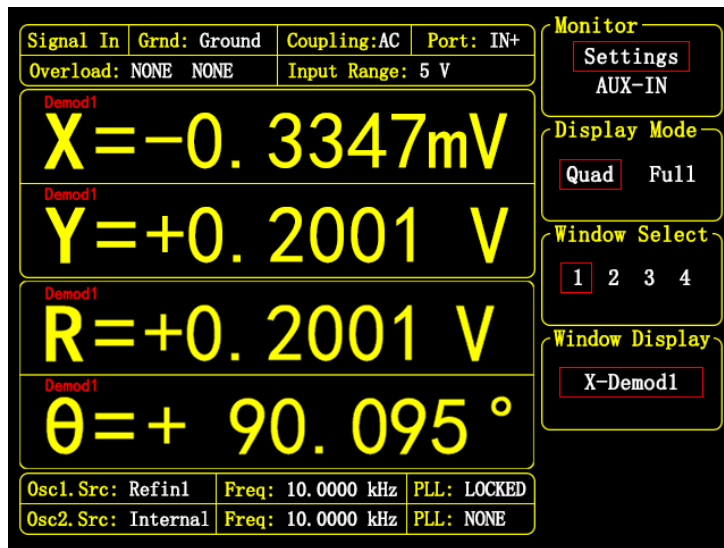 Signal In Grnd: Ground Coupling:AC Port: IN+
Overload: NONE NONE Input Range: 5 V
Demod1
X=-0.3347mV
Demod1
Y=+0.2001 V
Demod1
R=+0.2001 V
Demod1
θ=+ 90.095°
Osc1.Src: Refin1 Freq: 10.0000 kHz PLL: LOCKED
Osc2.Src: Internal Freq: 10.0000 kHz PLL: NONE
Monitor
Settings
AUX-IN
Display Mode
Quad Full
Window Select
1 2 3 4
Window Display
X-Demod1